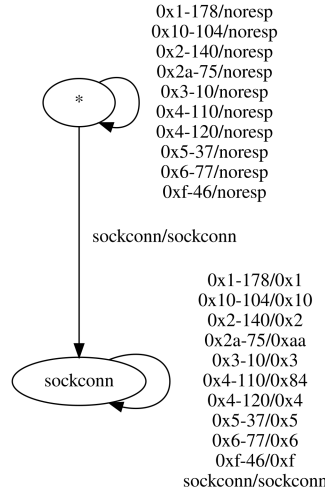 0x1-178/noresp
0x10-104/noresp
0x2-140/noresp
0x2a-75/noresp
0x3-10/noresp
0x4-110/noresp
0x4-120/noresp
0x5-37/noresp
0x6-77/noresp
0xf-46/noresp
*
sockconn/sockconn
0x1-178/0x1
0x10-104/0x10
0x2-140/0x2
0x2a-75/0xaa
0x3-10/0x3
0x4-110/0x84
0x4-120/0x4
0x5-37/0x5
0x6-77/0x6
0xf-46/0xf
sockconn/sockconn
sockconn